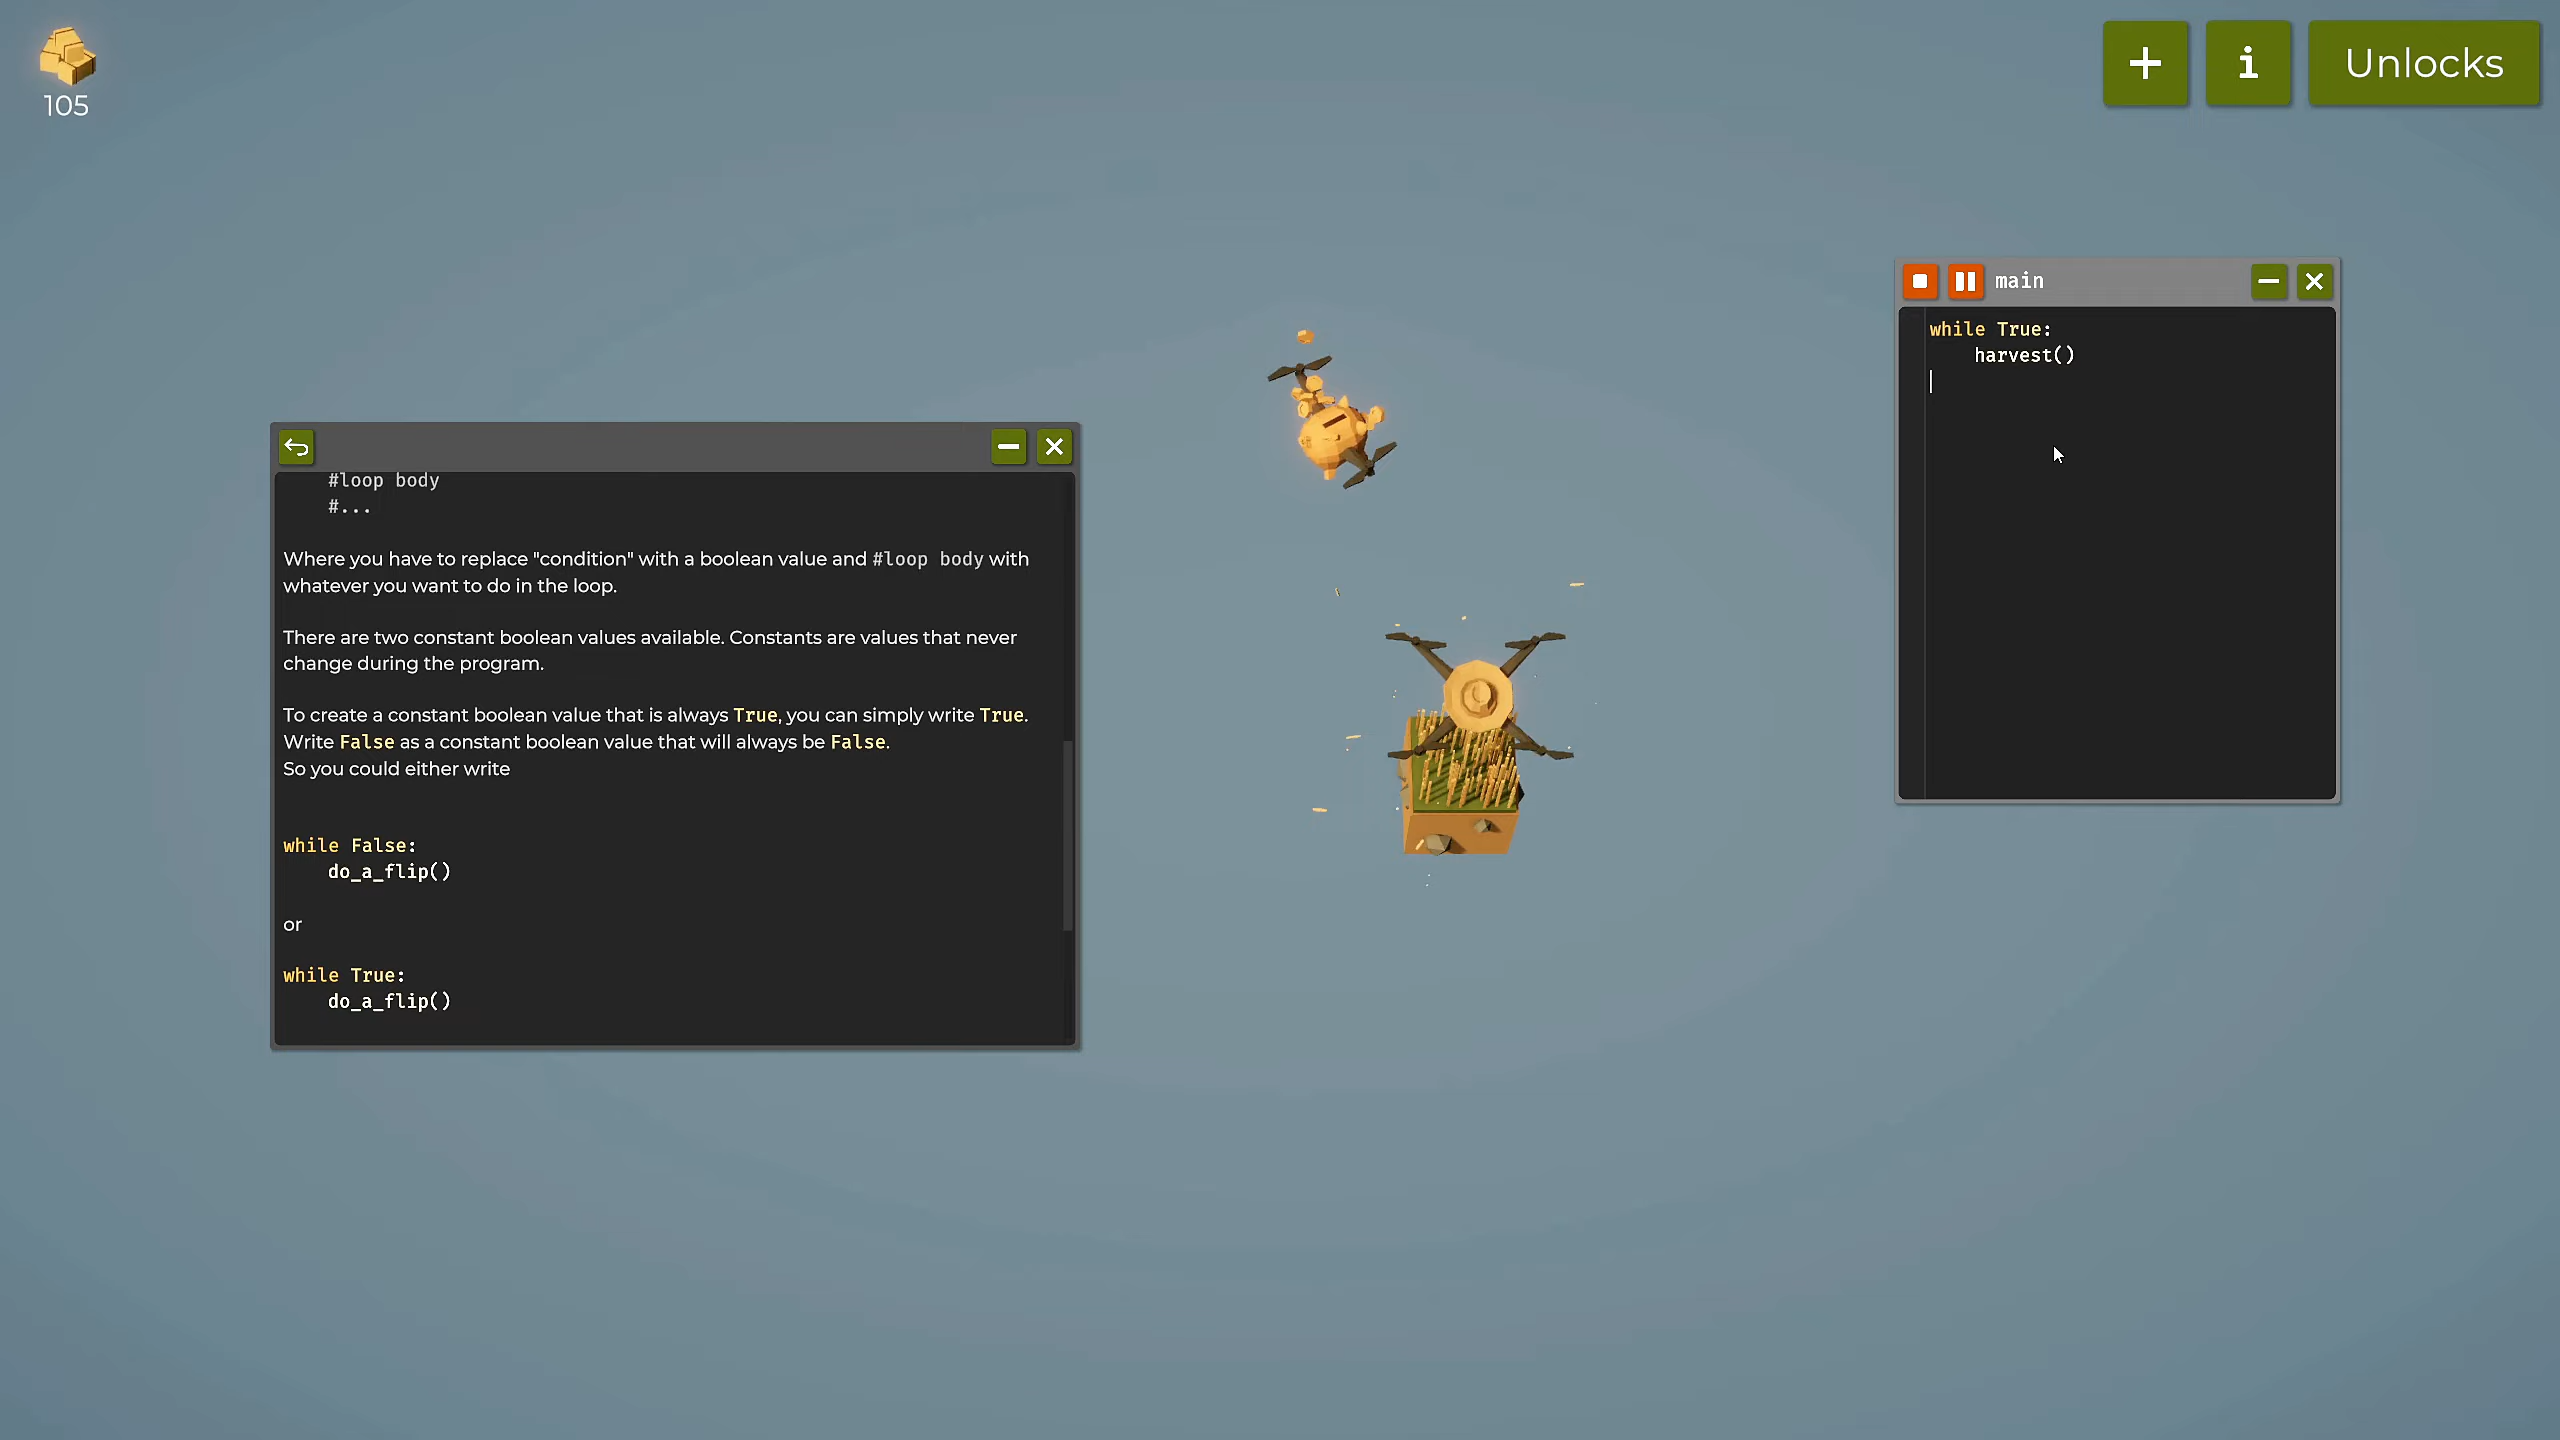 105
i
Unlocks
main
while True:
    harvest()
#loop body
#...
Where you have to replace "condition" with a boolean value and #loop body with
whatever you want to do in the loop.
There are two constant boolean values available. Constants are values that never
change during the program.
To create a constant boolean value that is always True, you can simply write True.
Write False as a constant boolean value that will always be False.
So you could either write
while False:
    do_a_flip()
or
while True:
    do_a_flip()